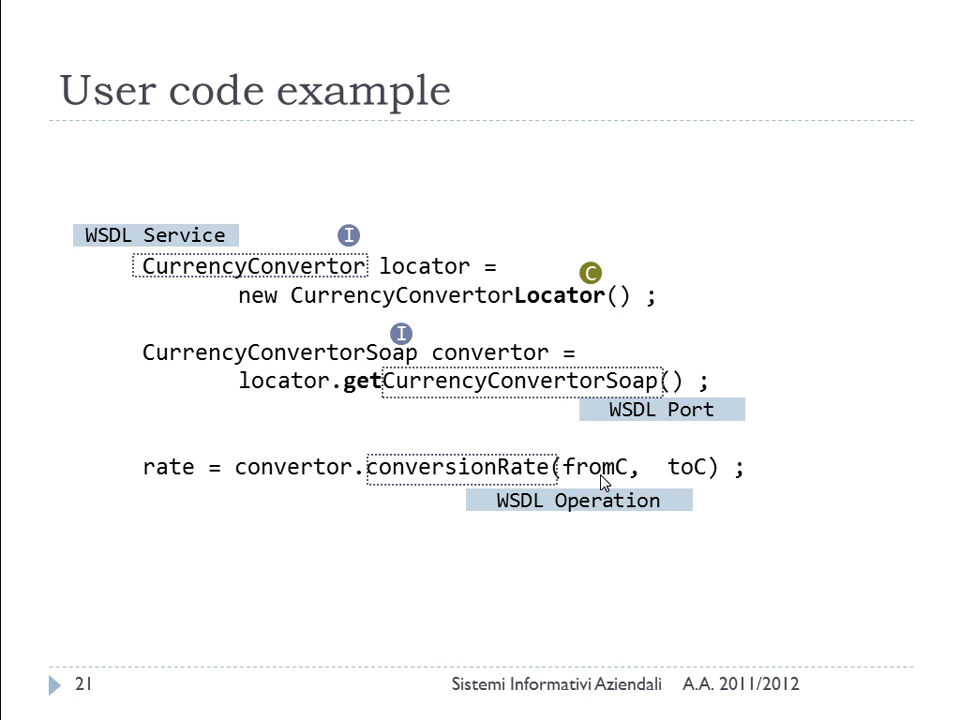 User code example
WSDL Service
I
CurrencyConvertor locator =
C
new CurrencyConvertorLocator() ;
I
CurrencyConvertorSoap convertor =
locator.getCurrencyConvertorSoap() ;
WSDL Port
rate = convertor.conversionRate(fromC, toC) ;
WSDL Operation
21 Sistemi Informativi Aziendali A.A. 2011/2012